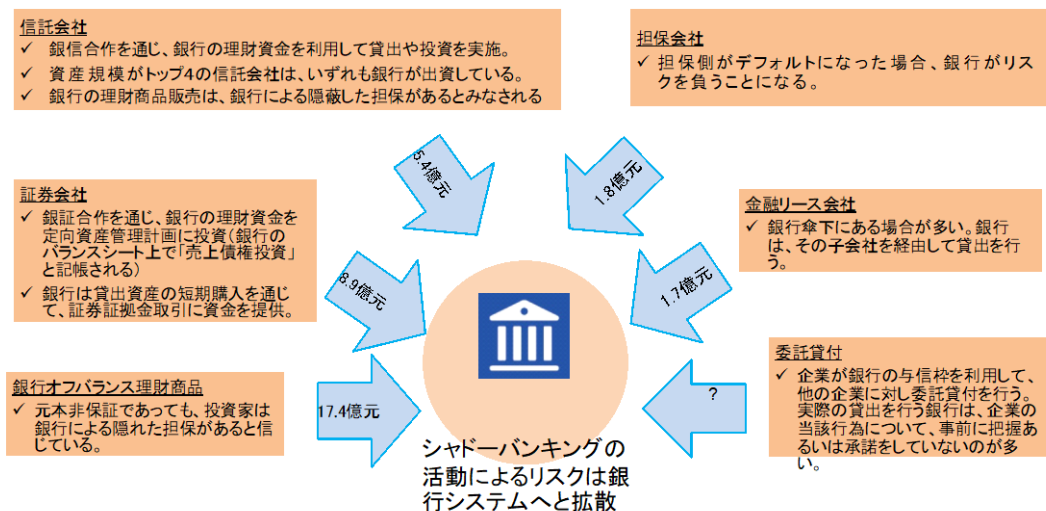 信託会社
✓ 銀信合作を通じ、銀行の理財資金を利用して貸出や投資を実施。
✓ 資産規模がトップ4の信託会社は、いずれも銀行が出資している。
✓ 銀行の理財商品販売は、銀行による隠蔽した担保があるとみなされる
担保会社
✓ 担保側がデフォルトになった場合、銀行がリス
クを負うことになる。
5.4億元
1.8億元
証券会社
✓ 銀証合作を通じ、銀行の理財資金を
定向資産管理計画に投資(銀行の
バランスシート上で「売上債権投資」
と記帳される)
✓ 銀行は貸出資産の短期購入を通じ
て、証券証拠金取引に資金を提供。
金融リース会社
✓ 銀行傘下にある場合が多い。銀行
は、その子会社を経由して貸出を行
う。
8.9億元
1.7億元
銀行オフバランス理財商品
✓ 元本非保証であっても、投資家は
銀行による隠れた担保があると信
じている。
17.4億元
?
委託貸付
✓ 企業が銀行の与信枠を利用して、
他の企業に対し委託貸付を行う。
実際の貸出を行う銀行は、企業の
当該行為について、事前に把握あ
るいは承諾をしていないのが多
い。
シャドーバンキングの
活動によるリスクは銀
行システムへと拡散